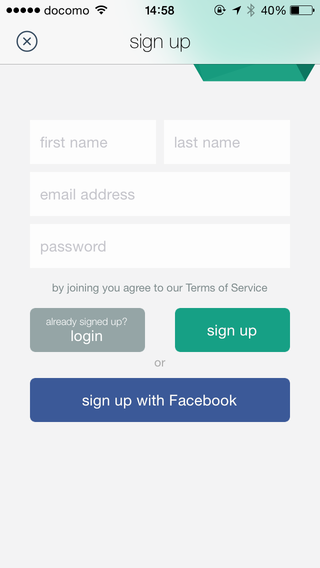 docomo 14:58 40%
sign up
first name last name
email address
password
by joining you agree to our Terms of Service
already signed up?
login
sign up
or
sign up with Facebook